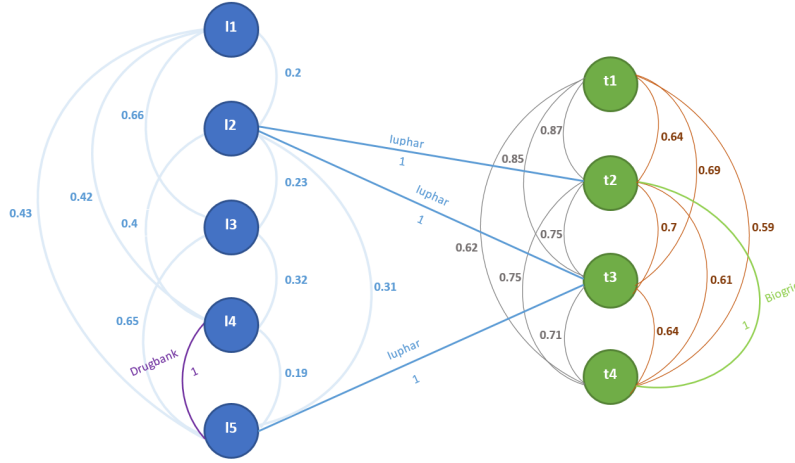 l1
0.2
0.66
l2
Iuphar
1
0.43
0.42
0.4
0.23
Iuphar
1
l3
0.32
0.31
0.65
l4
Drugbank
1
0.19
Iuphar
1
l5
t1
0.87
0.64
0.85
0.69
t2
0.62
0.75
0.7
0.59
0.75
t3
0.61
0.71
0.64
1
t4